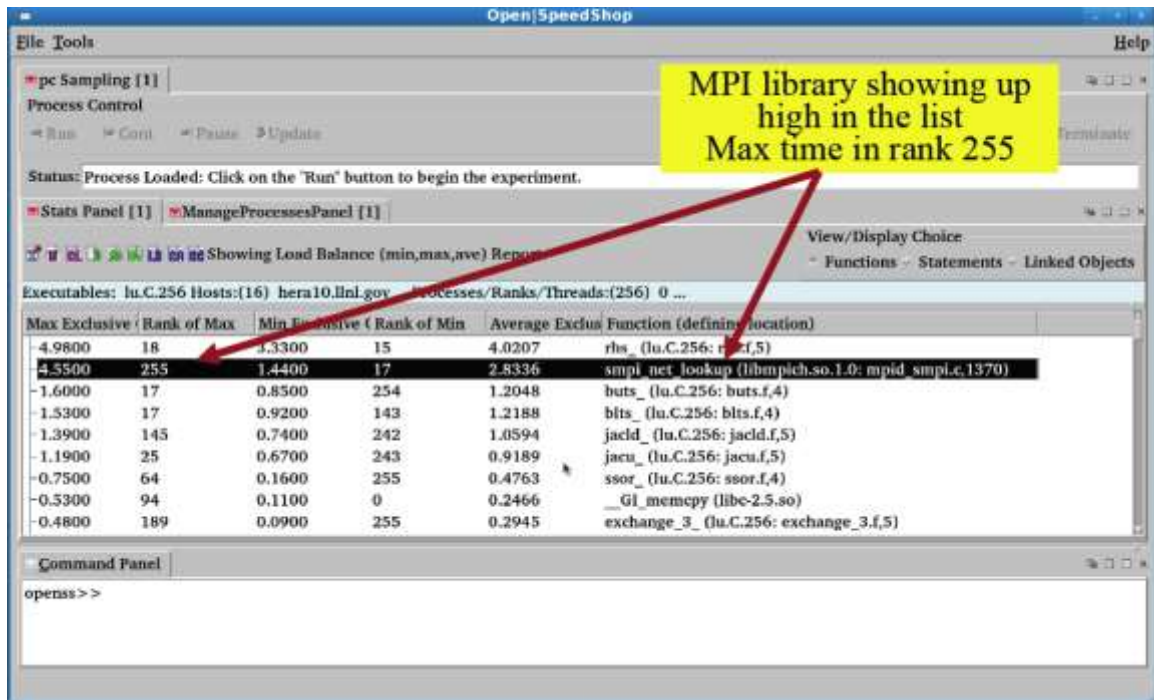 Open|SpeedShop
File Tools Help
pc Sampling [1]
Process Control
Run Cont Pause Update Terminate
MPI library showing up
high in the list
Max time in rank 255
Status: Process Loaded: Click on the "Run" button to begin the experiment.
Stats Panel [1] ManageProcessesPanel [1]
View/Display Choice
Showing Load Balance (min,max,ave) Report
Functions Statements Linked Objects
Executables: lu.C.256 Hosts:(16) hera10.llnl.gov Processes/Ranks/Threads:(256) 0 ...
Max Exclusive Rank of Max Min Exclusive ( Rank of Min Average Exclus Function (defining location)
4.9800 18 3.3300 15 4.0207 rhs_ (lu.C.256: rhs.f,5)
4.5500 255 1.4400 17 2.8336 smpi_net_lookup (libmpich.so.1.0: mpid_smpi.c,1370)
1.6000 17 0.8500 254 1.2048 buts_ (lu.C.256: buts.f,4)
1.5300 17 0.9200 143 1.2188 blts_ (lu.C.256: blts.f,4)
1.3900 145 0.7400 242 1.0594 jacld_ (lu.C.256: jacld.f,5)
1.1900 25 0.6700 243 0.9189 jacu_ (lu.C.256: jacu.f,5)
0.7500 64 0.1600 255 0.4763 ssor_ (lu.C.256: ssor.f,4)
0.5300 94 0.1100 0 0.2466 __GI_memcpy (libc-2.5.so)
0.4800 189 0.0900 255 0.2945 exchange_3_ (lu.C.256: exchange_3.f,5)
Command Panel
openss>>